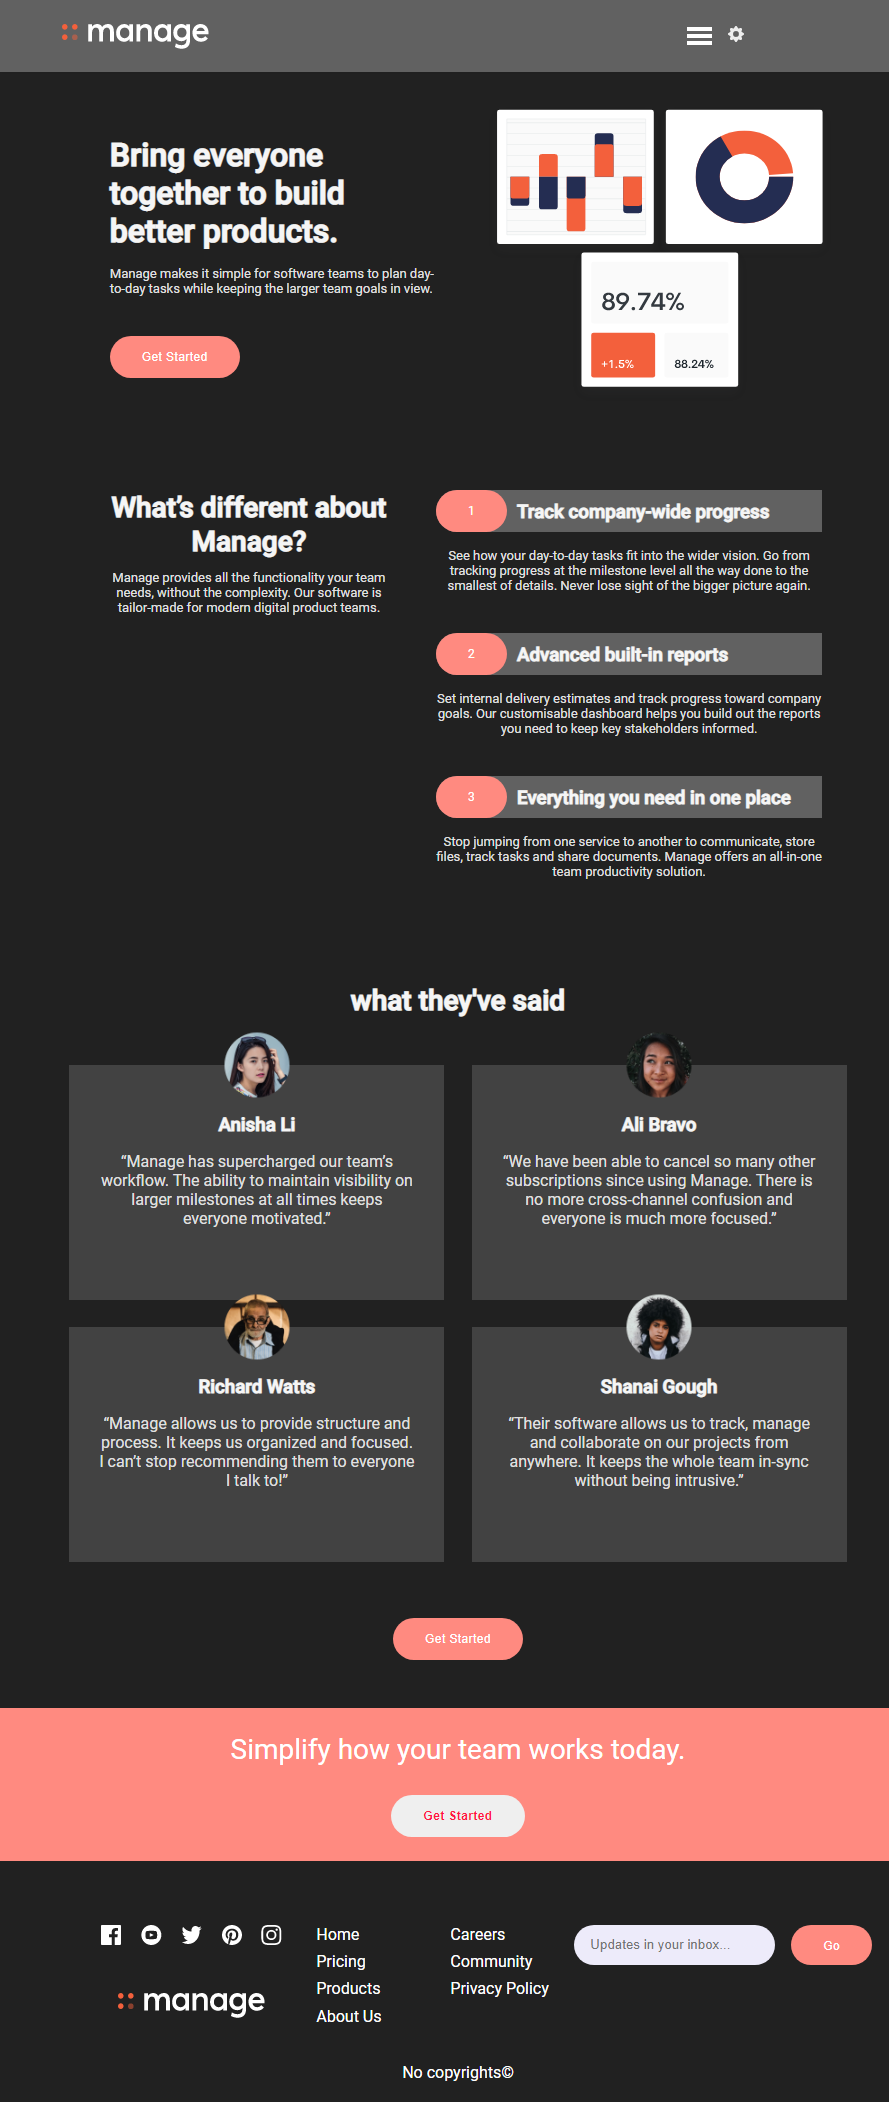 manage
Bring everyone
together to build
better products.
Manage makes it simple for software teams to plan day-
to-day tasks while keeping the larger team goals in view.
Get Started
89.74%
+1.5%
88.24%
What’s different about
Manage?
Manage provides all the functionality your team
needs, without the complexity. Our software is
tailor-made for modern digital product teams.
1
Track company-wide progress
See how your day-to-day tasks fit into the wider vision. Go from
tracking progress at the milestone level all the way done to the
smallest of details. Never lose sight of the bigger picture again.
2
Advanced built-in reports
Set internal delivery estimates and track progress toward company
goals. Our customisable dashboard helps you build out the reports
you need to keep key stakeholders informed.
3
Everything you need in one place
Stop jumping from one service to another to communicate, store
files, track tasks and share documents. Manage offers an all-in-one
team productivity solution.
what they've said
Anisha Li
“Manage has supercharged our team’s
workflow. The ability to maintain visibility on
larger milestones at all times keeps
everyone motivated.”
Ali Bravo
“We have been able to cancel so many other
subscriptions since using Manage. There is
no more cross-channel confusion and
everyone is much more focused.”
Richard Watts
“Manage allows us to provide structure and
process. It keeps us organized and focused.
I can’t stop recommending them to everyone
I talk to!”
Shanai Gough
“Their software allows us to track, manage
and collaborate on our projects from
anywhere. It keeps the whole team in-sync
without being intrusive.”
Get Started
Simplify how your team works today.
Get Started
Home
Pricing
Products
About Us
Careers
Community
Privacy Policy
Updates in your inbox...
Go
manage
No copyrights©